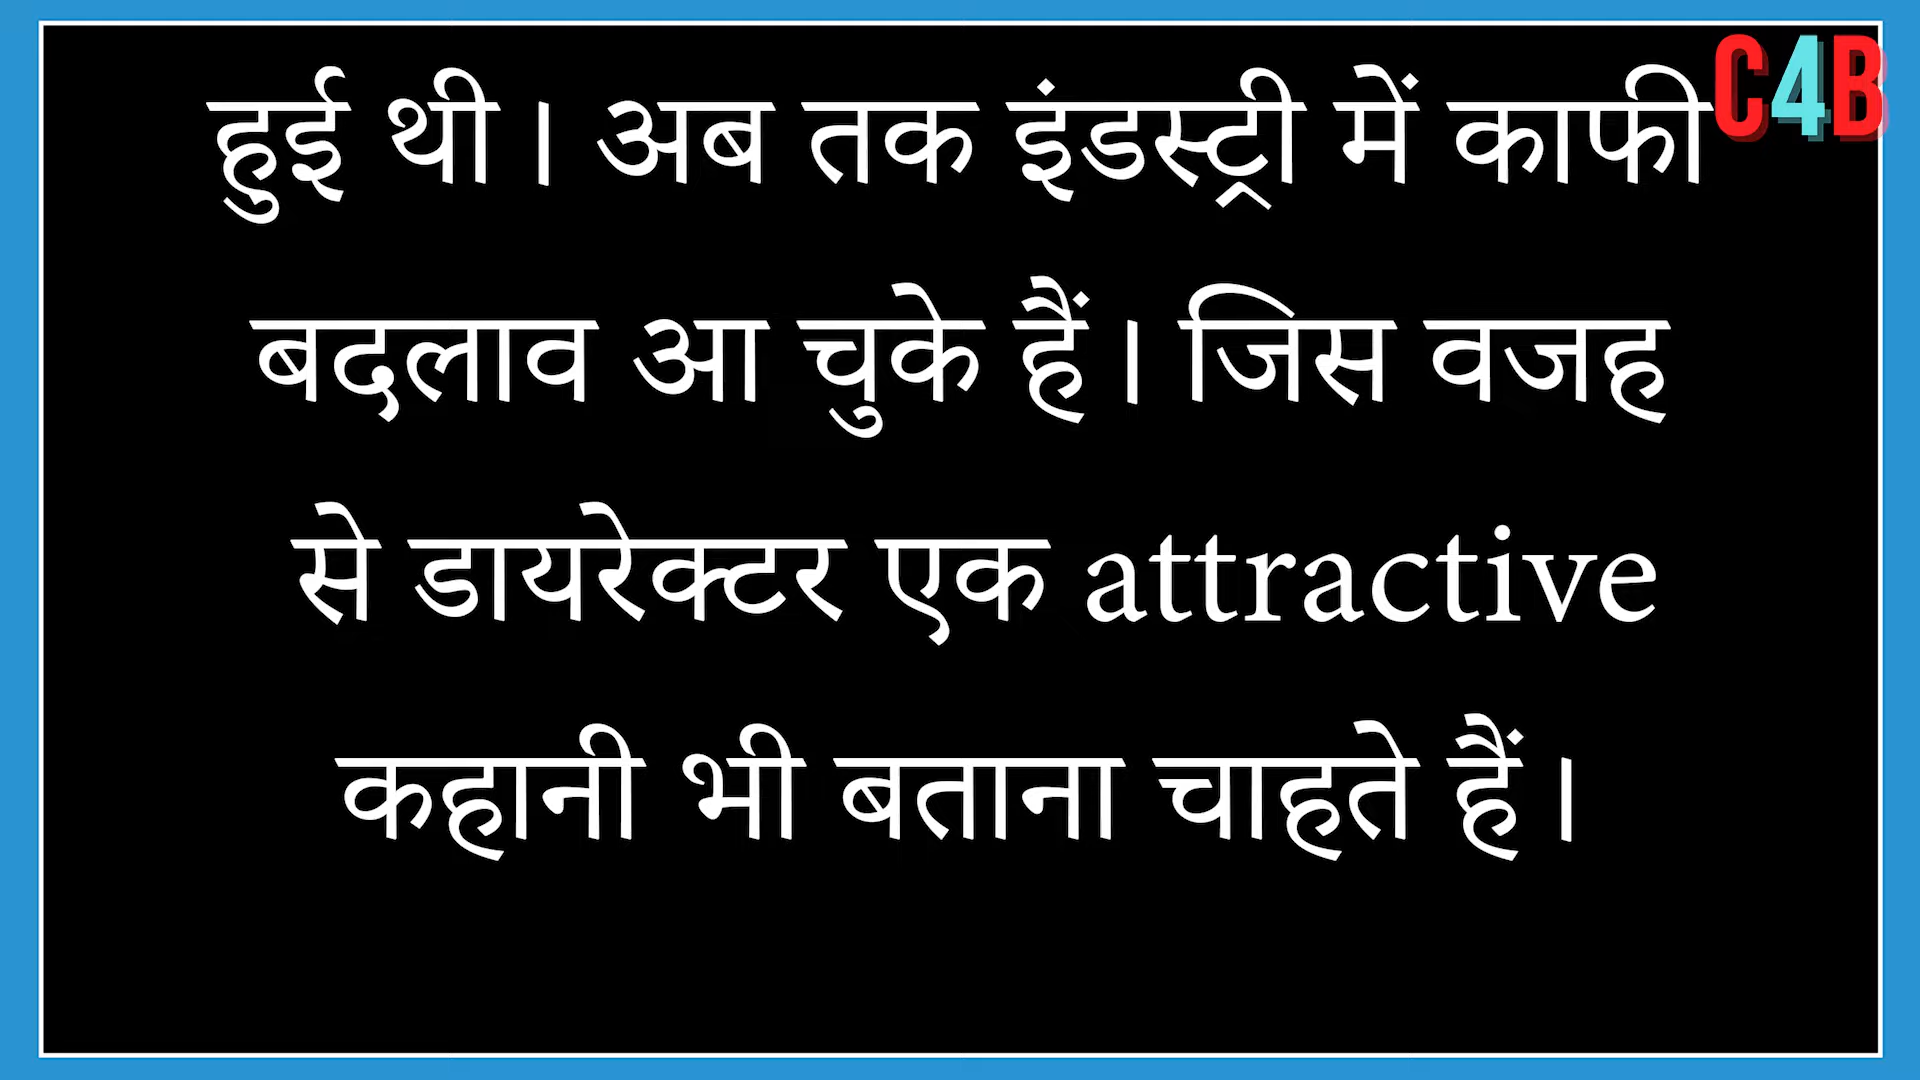 C4B
हुई थी। अब तक इंडस्ट्री में काफी
बदलाव आ चुके हैं। जिस वजह
से डायरेक्टर एक attractive
कहानी भी बताना चाहते हैं।